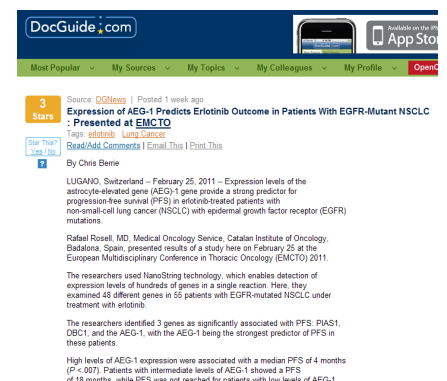 DocGuide.com
Available on the iPh
App Stor
Most Popular
My Sources
My Topics
My Colleagues
My Profile
OpenC
3
Stars
Source: DGNews | Posted 1 week ago
Expression of AEG-1 Predicts Erlotinib Outcome in Patients With EGFR-Mutant NSCLC
: Presented at EMCTO
Tags: erlotinib Lung Cancer
Star This?
Yes / No
Read/Add Comments | Email This | Print This
?
By Chris Berrie
LUGANO, Switzerland -- February 25, 2011 -- Expression levels of the
astrocyte-elevated gene (AEG)-1 gene provide a strong predictor for
progression-free survival (PFS) in erlotinib-treated patients with
non-small-cell lung cancer (NSCLC) with epidermal growth factor receptor (EGFR)
mutations.
Rafael Rosell, MD, Medical Oncology Service, Catalan Institute of Oncology,
Badalona, Spain, presented results of a study here on February 25 at the
European Multidisciplinary Conference in Thoracic Oncology (EMCTO) 2011.
The researchers used NanoString technology, which enables detection of
expression levels of hundreds of genes in a single reaction. Here, they
examined 48 different genes in 55 patients with EGFR-mutated NSCLC under
treatment with erlotinib.
The researchers identified 3 genes as significantly associated with PFS: PIAS1,
DBC1, and the AEG-1, with the AEG-1 being the strongest predictor of PFS in
these patients.
High levels of AEG-1 expression were associated with a median PFS of 4 months
(P <.007). Patients with intermediate levels of AEG-1 showed a PFS
of 18 months, while PFS was not reached for patients with low levels of AEG-1